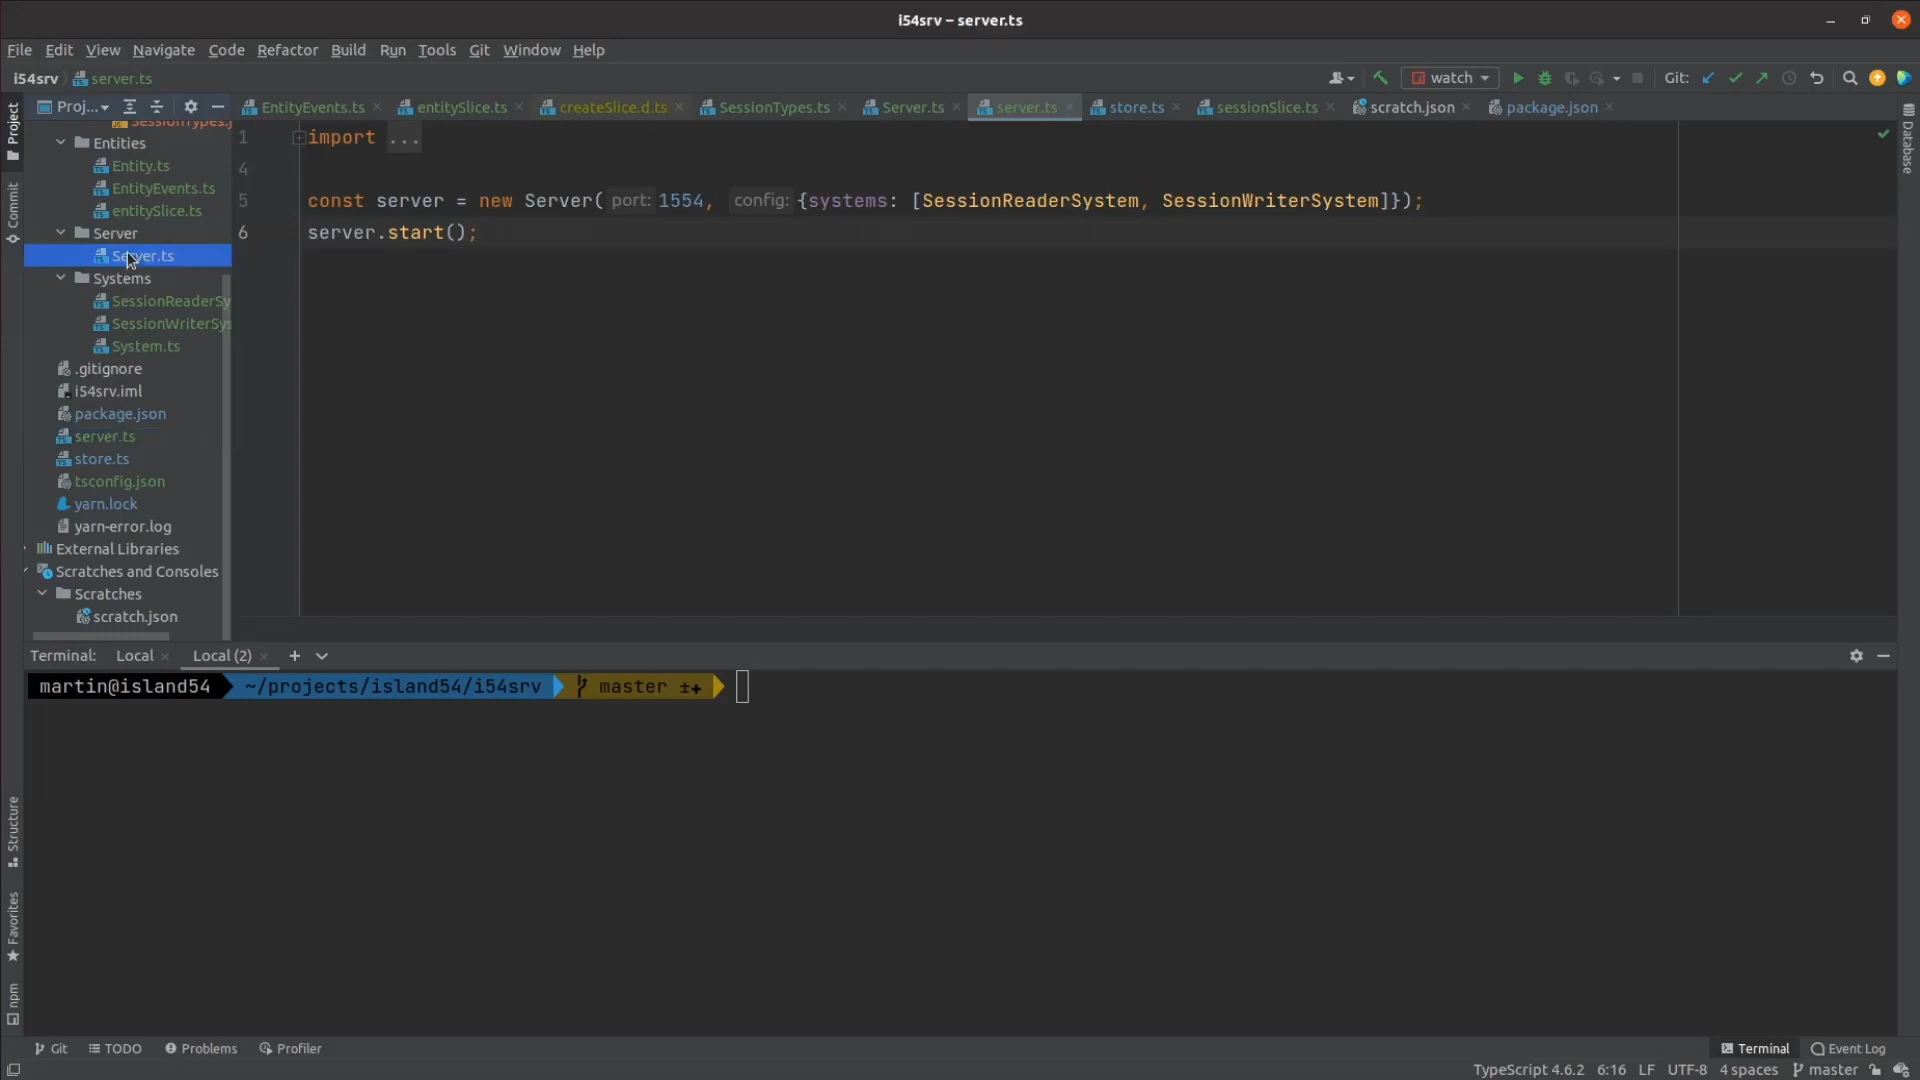 i54srv – server.ts
File Edit View Navigate Code Refactor Build Run Tools Git Window Help
i54srv server.ts
watch
Git:
Proj...
EntityEvents.ts
entitySlice.ts
createSlice.d.ts
SessionTypes.ts
Server.ts
server.ts
store.ts
sessionSlice.ts
scratch.json
package.json
Project
Commit
Structure
Favorites
npm
Database
SessionTypes.j
Entities
Entity.ts
EntityEvents.ts
entitySlice.ts
Server
Server.ts
Systems
SessionReaderSy
SessionWriterSys
System.ts
.gitignore
i54srv.iml
package.json
server.ts
store.ts
tsconfig.json
yarn.lock
yarn-error.log
External Libraries
Scratches and Consoles
Scratches
scratch.json
1 import ...
4
5 const server = new Server( port: 1554, config: {systems: [SessionReaderSystem, SessionWriterSystem]});
6 server.start();
Terminal: Local Local (2)
martin@island54 ~/projects/island54/i54srv master ±✚
Git TODO Problems Profiler
Terminal Event Log
TypeScript 4.6.2 6:16 LF UTF-8 4 spaces master